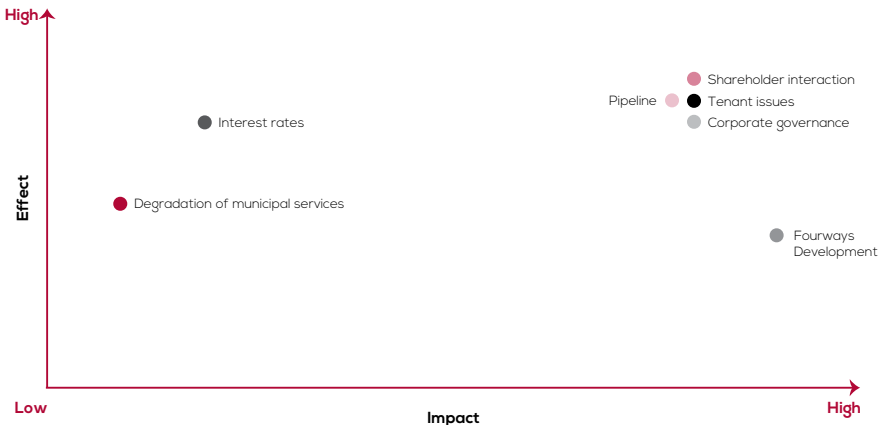 High
Shareholder interaction
Pipeline
Tenant issues
Interest rates
Corporate governance
Effect
Degradation of municipal services
Fourways
Development
Low
High
Impact